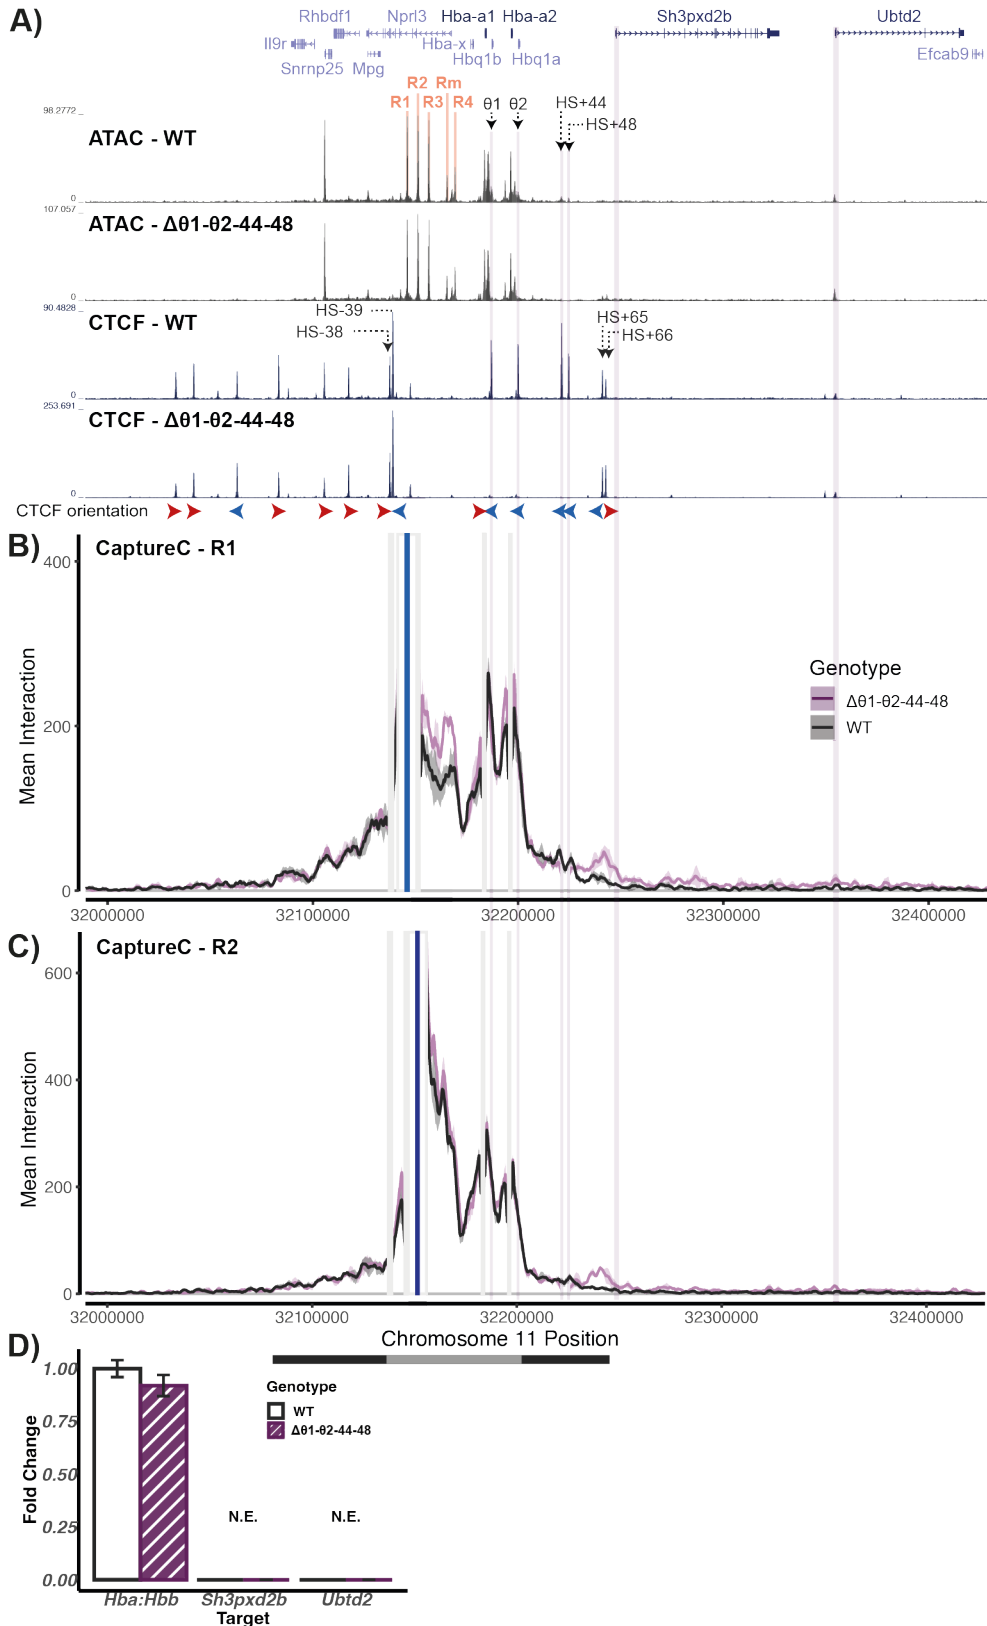 A)
Rhbdf1 Nprl3 Hba-a1 Hba-a2 Sh3pxd2b Ubtd2
Il9r Hba-x Hbq1b Hbq1a Efcab9
Snrnp25 Mpg
R2 Rm
R1 R3 R4 θ1 θ2 HS+44
HS+48
98.2772
ATAC - WT
0
107.057
ATAC - Δθ1-θ2-44-48
0
90.4828
CTCF - WT
HS-39
HS-38
HS+65
HS+66
0
253.691
CTCF - Δθ1-θ2-44-48
0
CTCF orientation
B)
CaptureC - R1
400
200
0
Mean Interaction
Genotype
Δθ1-θ2-44-48
WT
32000000 32100000 32200000 32300000 32400000
C)
CaptureC - R2
600
400
200
0
Mean Interaction
32000000 32100000 32200000 32300000 32400000
Chromosome 11 Position
D)
1.00
0.75
0.50
0.25
0.00
Fold Change
Genotype
WT
Δθ1-θ2-44-48
N.E. N.E.
Hba:Hbb Sh3pxd2b Ubtd2
Target